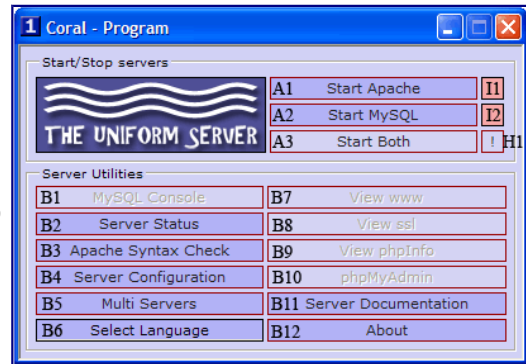 1 Coral - Program
Start/Stop servers
THE UNIFORM SERVER
A1 Start Apache I1
A2 Start MySQL I2
A3 Start Both ! H1
Server Utilities
B1 MySQL Console B7 View www
B2 Server Status B8 View ssl
B3 Apache Syntax Check B9 View phpInfo
B4 Server Configuration B10 phpMyAdmin
B5 Multi Servers B11 Server Documentation
B6 Select Language B12 About